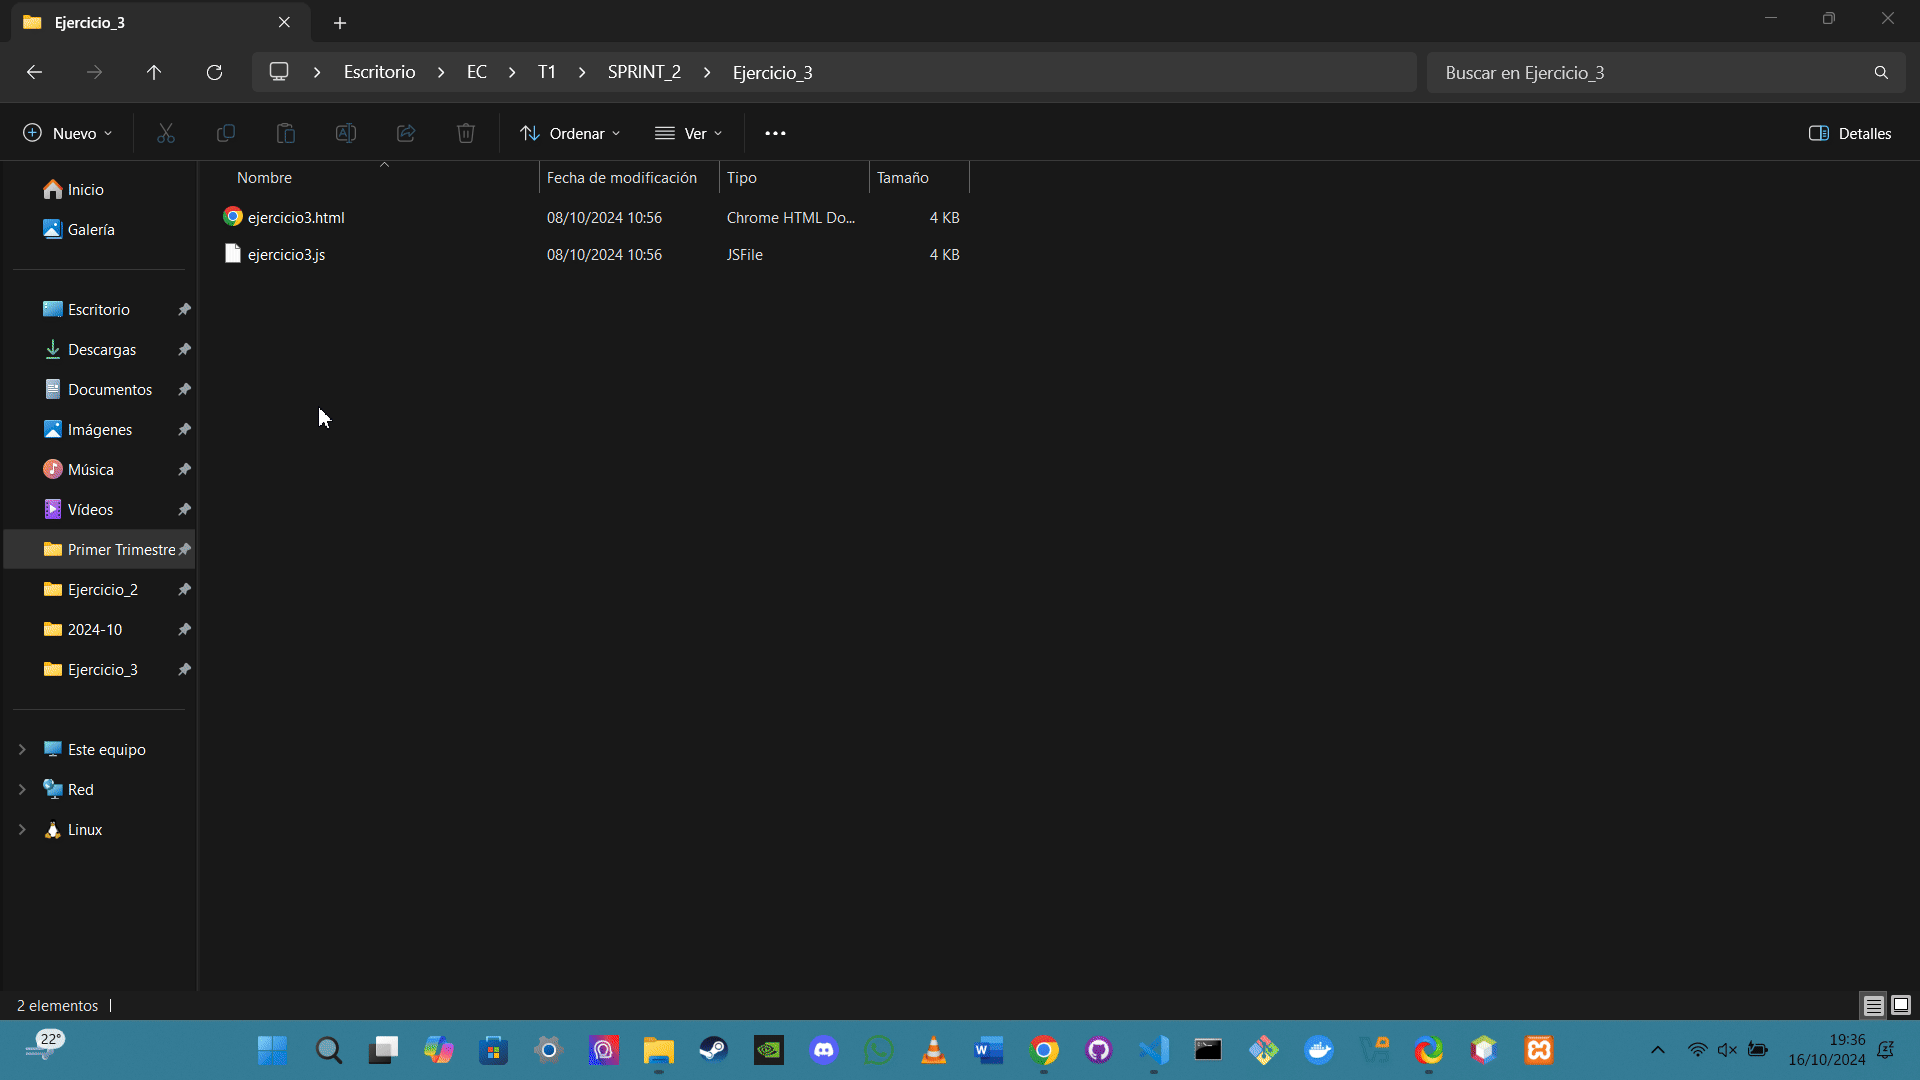 Ejercicio_3
Escritorio
EC
T1
SPRINT_2
Ejercicio_3
Buscar en Ejercicio_3
Nuevo
Ordenar
Ver
Detalles
Inicio
Galería
Escritorio
Descargas
Documentos
Imágenes
Música
Vídeos
Primer Trimestre
Ejercicio_2
2024-10
Ejercicio_3
Este equipo
Red
Linux
Nombre
Fecha de modificación
Tipo
Tamaño
ejercicio3.html
08/10/2024 10:56
Chrome HTML Do...
4 KB
ejercicio3.js
08/10/2024 10:56
JSFile
4 KB
2 elementos
22°
19:36
16/10/2024